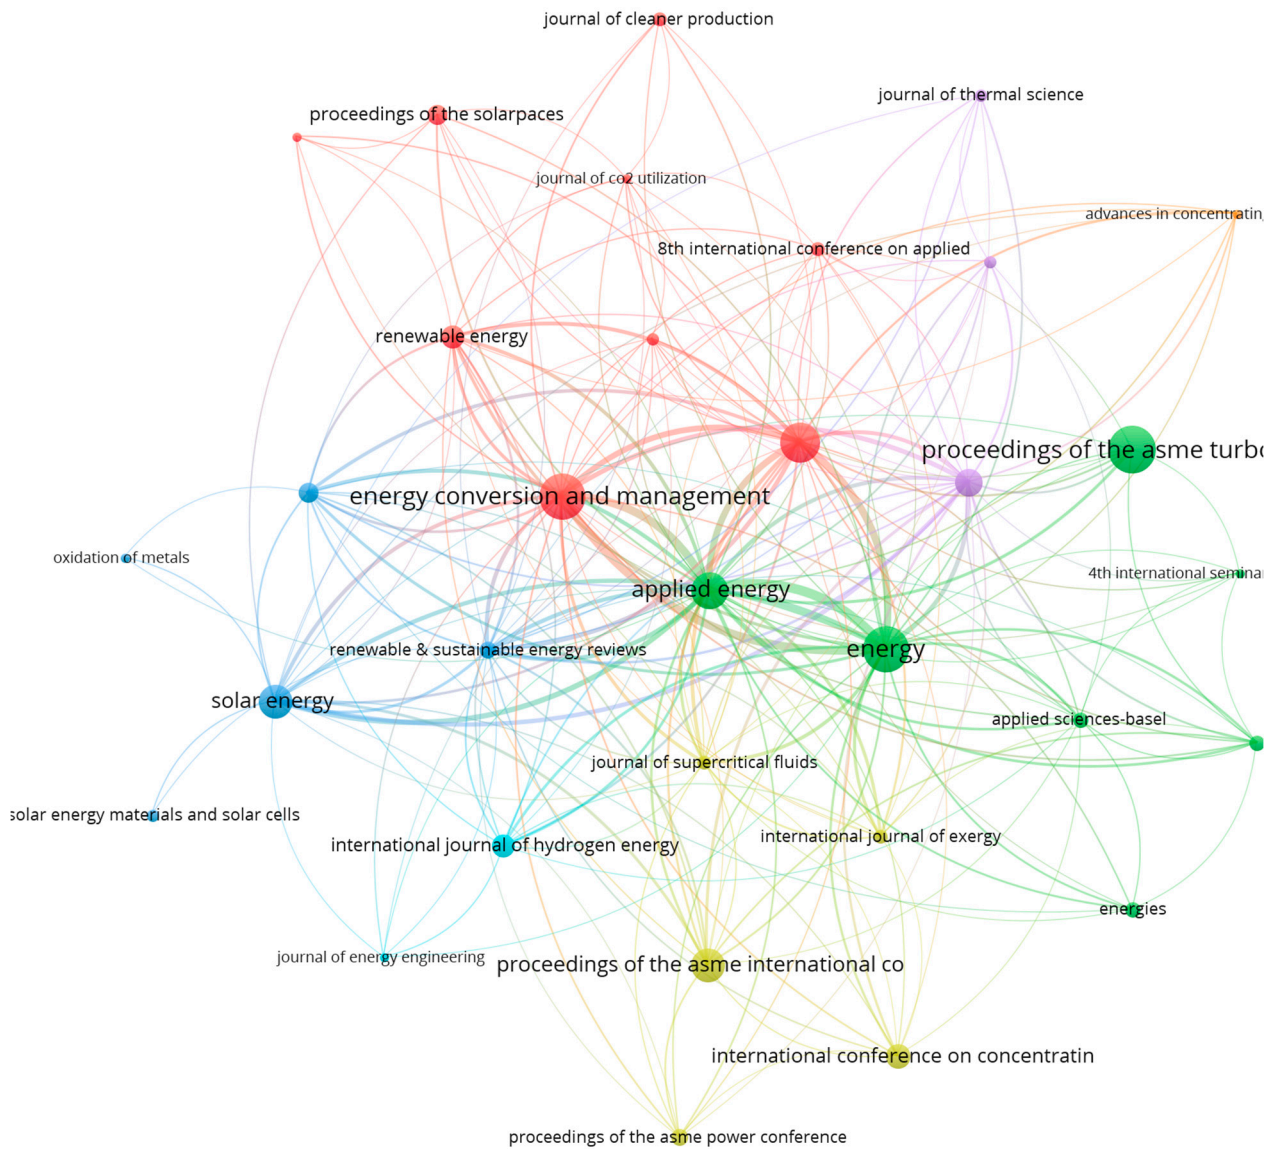 journal of cleaner production
journal of thermal science
proceedings of the solarpaces
journal of co2 utilization
advances in concentrating
8th international conference on applied
renewable energy
proceedings of the asme turbo
energy conversion and management
oxidation of metals
4th international seminar
applied energy
renewable & sustainable energy reviews
energy
solar energy
applied sciences-basel
journal of supercritical fluids
solar energy materials and solar cells
international journal of exergy
international journal of hydrogen energy
energies
journal of energy engineering
proceedings of the asme international co
international conference on concentratin
proceedings of the asme power conference